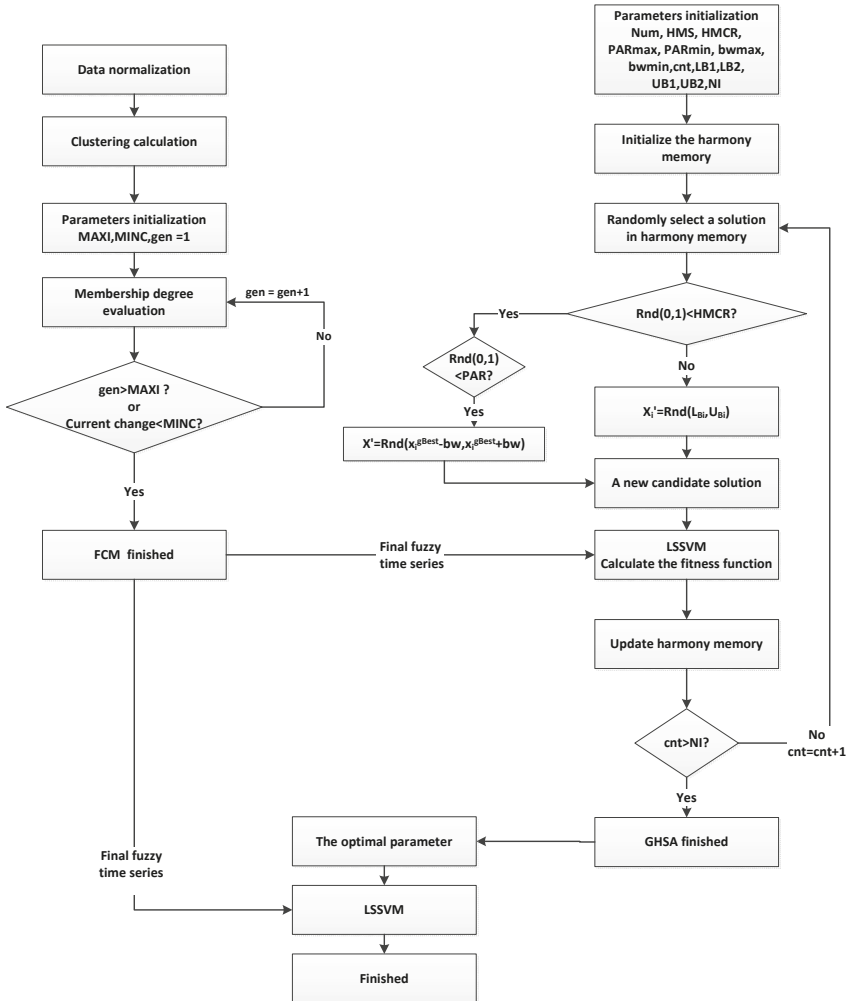 Data normalization
Clustering calculation
Parameters initialization
MAXI,MINC,gen =1
Membership degree
evaluation
gen = gen+1
No
gen>MAXI ?
or
Current change<MINC?
Yes
FCM  finished
Final fuzzy
time series
Final fuzzy
time series
Parameters initialization
Num, HMS, HMCR,
PARmax, PARmin, bwmax,
bwmin,cnt,LB1,LB2,
UB1,UB2,NI
Initialize the harmony
memory
Randomly select a solution
in harmony memory
Rnd(0,1)<HMCR?
Yes
Rnd(0,1)
<PAR?
Yes
X'=Rnd(xᵢᵍᴮᵉˢᵗ-bw,xᵢᵍᴮᵉˢᵗ+bw)
No
Xᵢ'=Rnd(L_Bi,U_Bi)
A new candidate solution
LSSVM
Calculate the fitness function
Update harmony memory
cnt>NI?
No
cnt=cnt+1
Yes
GHSA finished
The optimal parameter
LSSVM
Finished